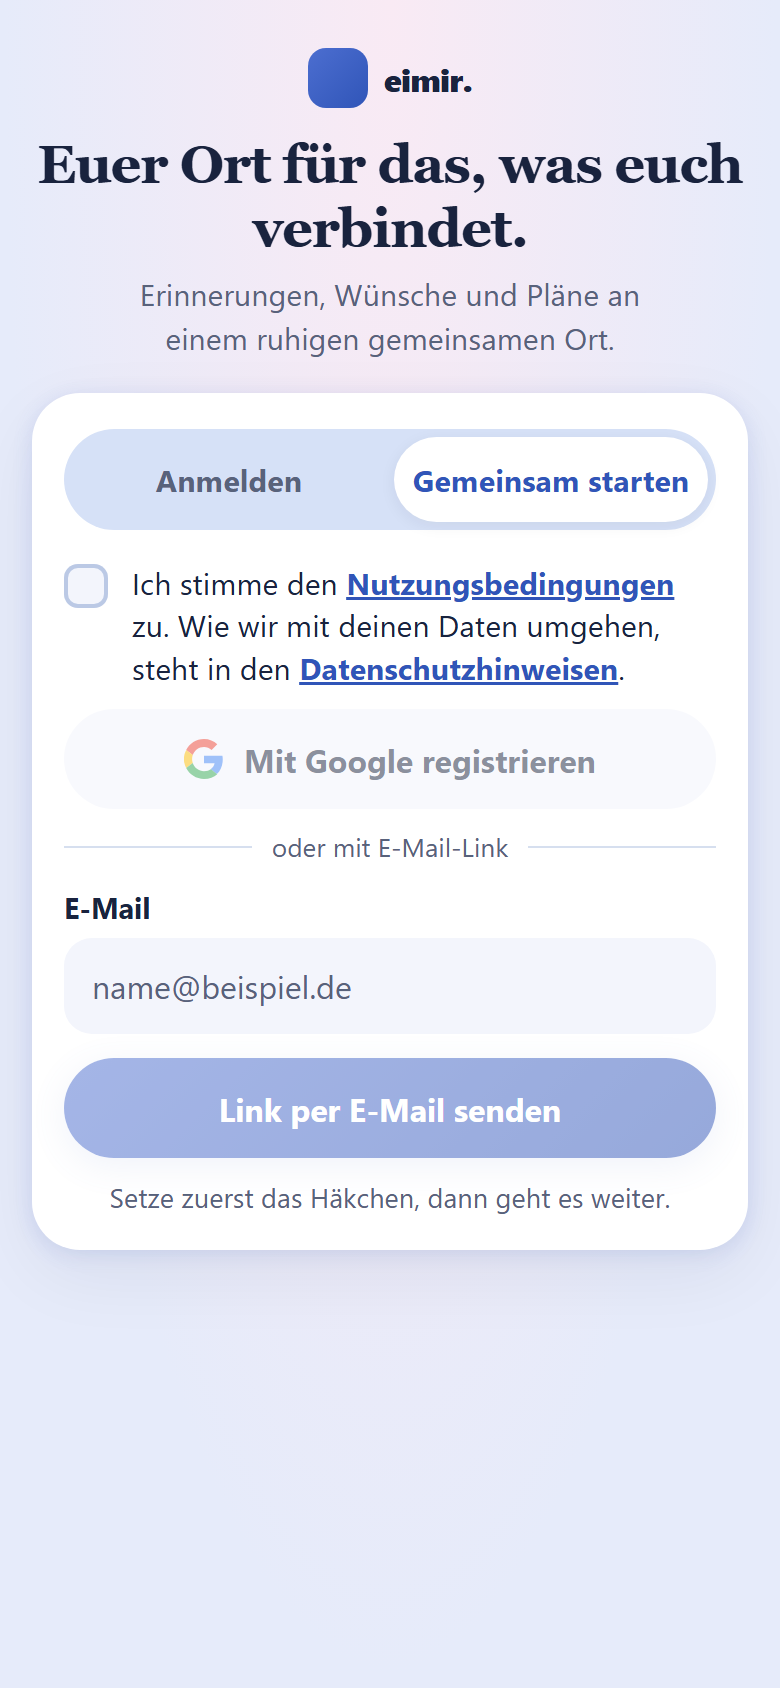 eimir.
Euer Ort für das, was euch
verbindet.
Erinnerungen, Wünsche und Pläne an
einem ruhigen gemeinsamen Ort.
Anmelden
Gemeinsam starten
Ich stimme den Nutzungsbedingungen
zu. Wie wir mit deinen Daten umgehen,
steht in den Datenschutzhinweisen.
Mit Google registrieren
oder mit E-Mail-Link
E-Mail
name@beispiel.de
Link per E-Mail senden
Setze zuerst das Häkchen, dann geht es weiter.